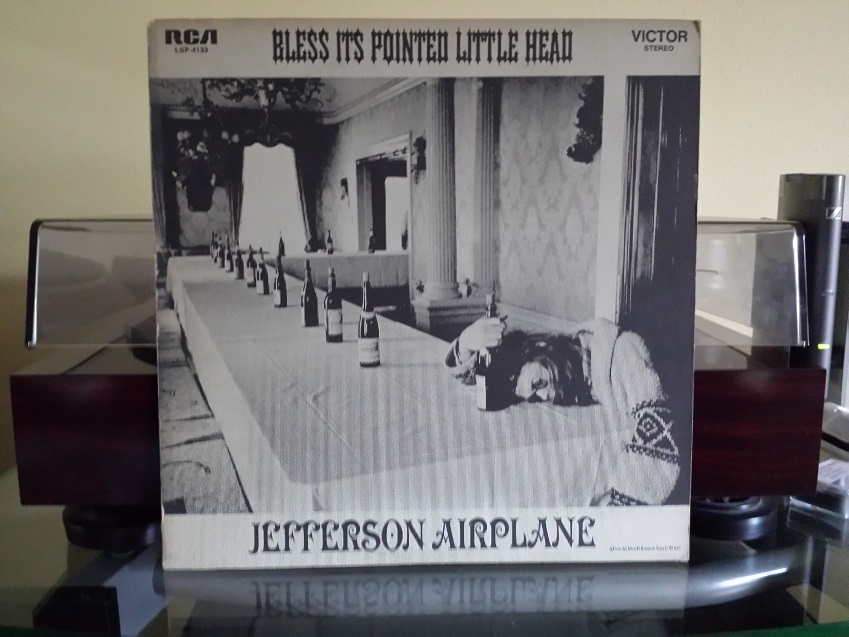 RCA
LSP-4133
BLESS ITS POINTED LITTLE HEAD
VICTOR
STEREO
JEFFERSON AIRPLANE